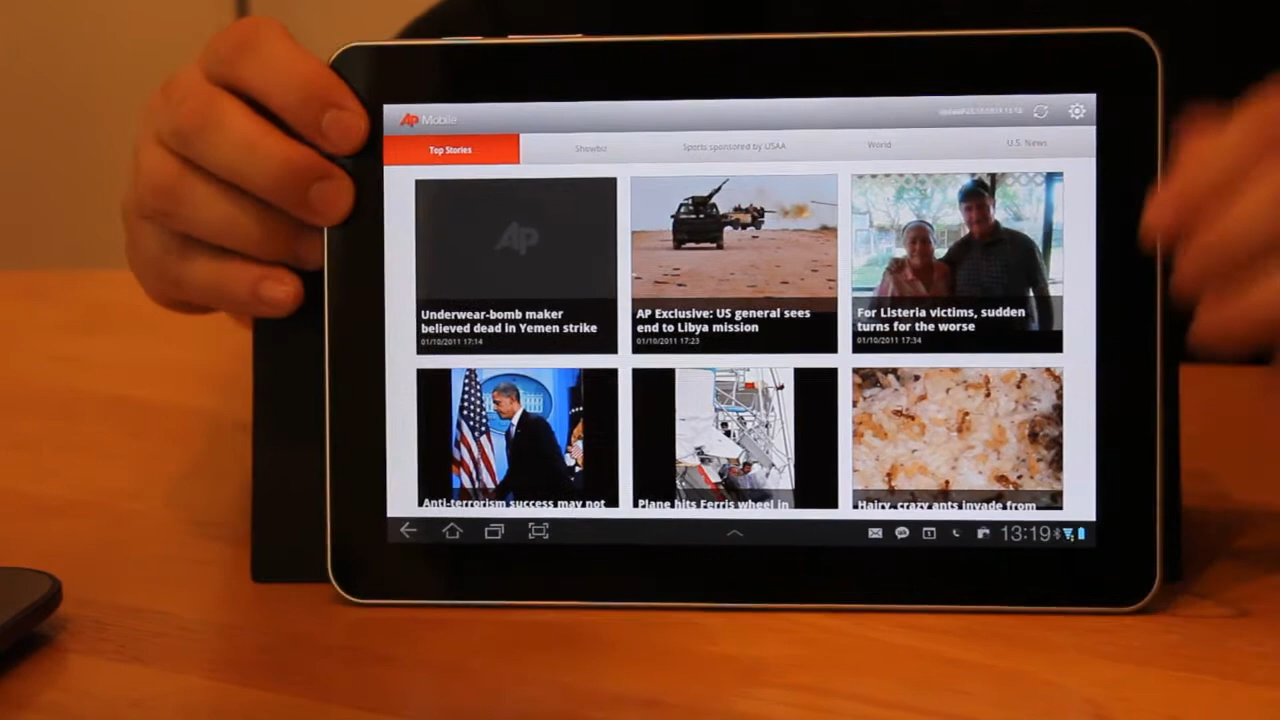 AP Mobile
Top Stories
Showbiz
Sports sponsored by USAA
World
U.S. News
AP
Underwear-bomb maker
believed dead in Yemen strike
01/10/2011 17:14
AP Exclusive: US general sees
end to Libya mission
01/10/2011 17:23
For Listeria victims, sudden
turns for the worse
01/10/2011 17:34
Anti-terrorism success may not
Plane hits Ferris wheel in
Hairy, crazy ants invade from
1
13:19